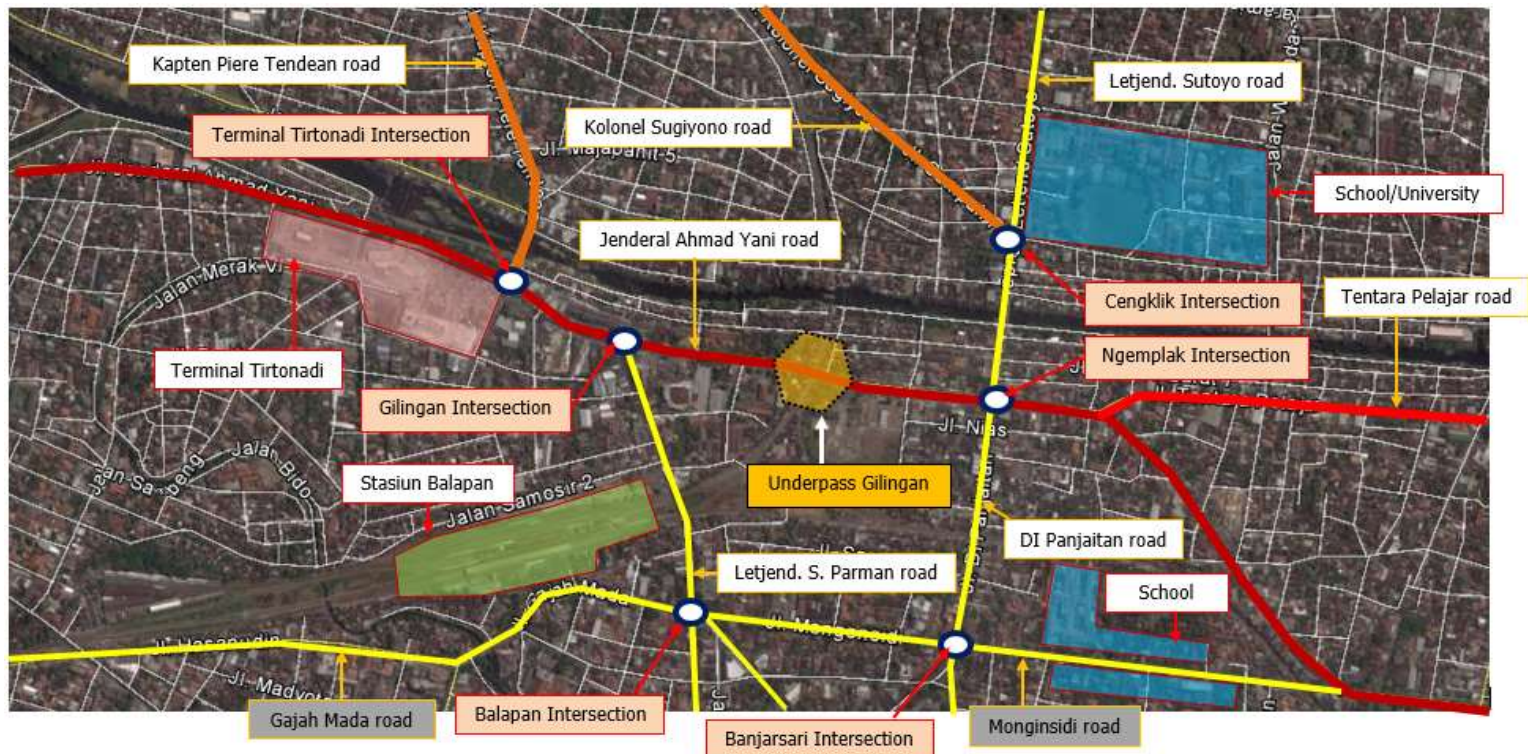 Kapten Piere Tendean road
Letjend. Sutoyo road
Terminal Tirtonadi Intersection
Kolonel Sugiyono road
Jl. Majapahit 5
School/University
Jenderal Ahmad Yani road
Jalan Merak VI
Cengklik Intersection
Tentara Pelajar road
Terminal Tirtonadi
Ngemplak Intersection
Gilingan Intersection
Jl. Nias
Jalan Bido
Stasiun Balapan
Jalan Samosir 2
Underpass Gilingan
DI Panjaitan road
Letjend. S. Parman road
School
Gajah Mada
Jl. Monginsidi
Jl. Hasanudin
Gajah Mada road
Balapan Intersection
Banjarsari Intersection
Monginsidi road